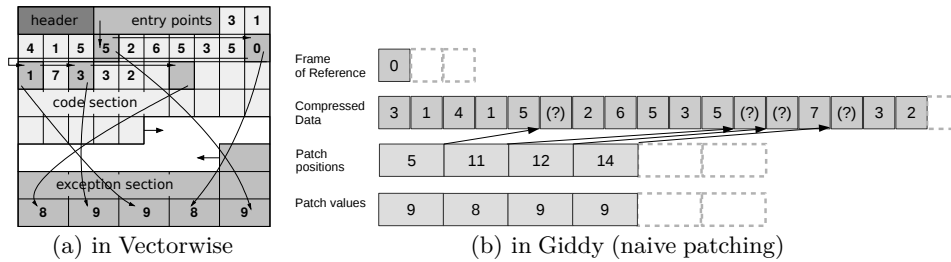 header entry points 3 1
4 1 5 5 2 6 5 3 5 0
1 7 3 3 2
code section
exception section
8 9 9 8 9
(a) in Vectorwise
Frame of Reference
0
Compressed Data
3 1 4 1 5 (?) 2 6 5 3 5 (?) (?) 7 (?) 3 2
Patch positions
5 11 12 14
Patch values
9 8 9 9
(b) in Giddy (naive patching)